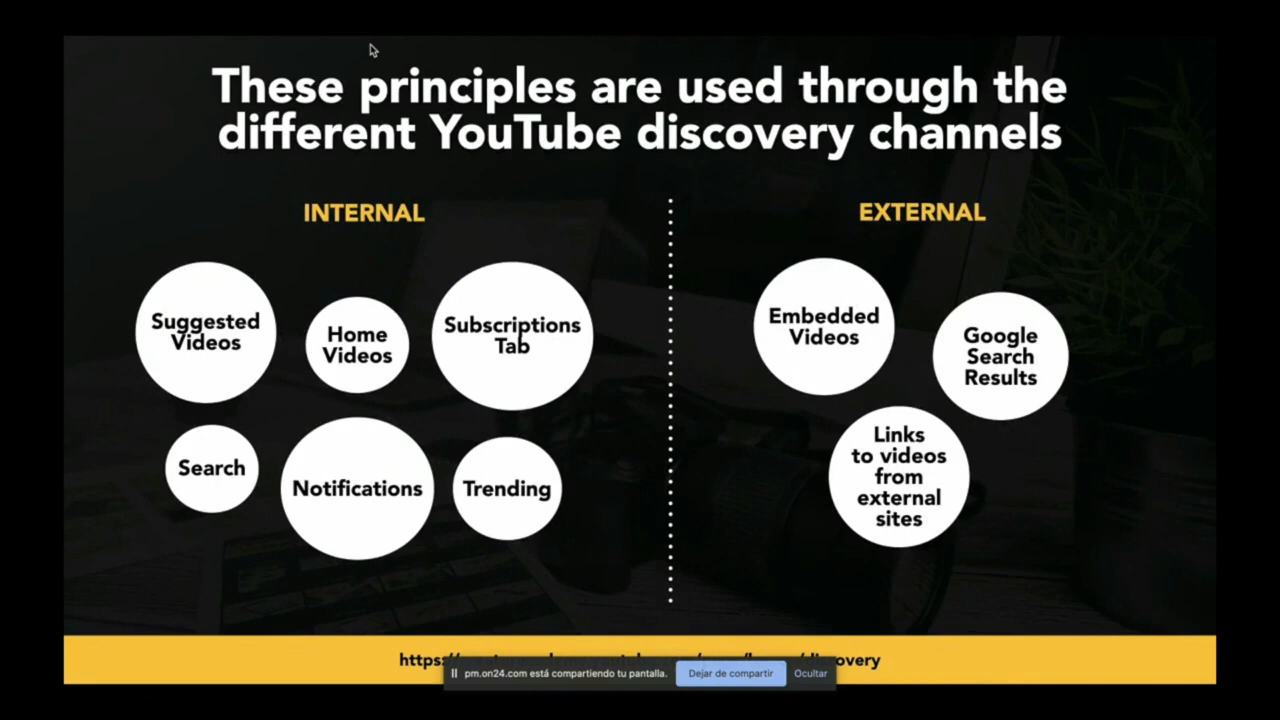 These principles are used through the
different YouTube discovery channels
INTERNAL
EXTERNAL
Suggested
Videos
Home
Videos
Subscriptions
Tab
Search
Notifications
Trending
Embedded
Videos
Google
Search
Results
Links
to videos
from
external
sites
pm.on24.com está compartiendo tu pantalla.
Dejar de compartir
Ocultar